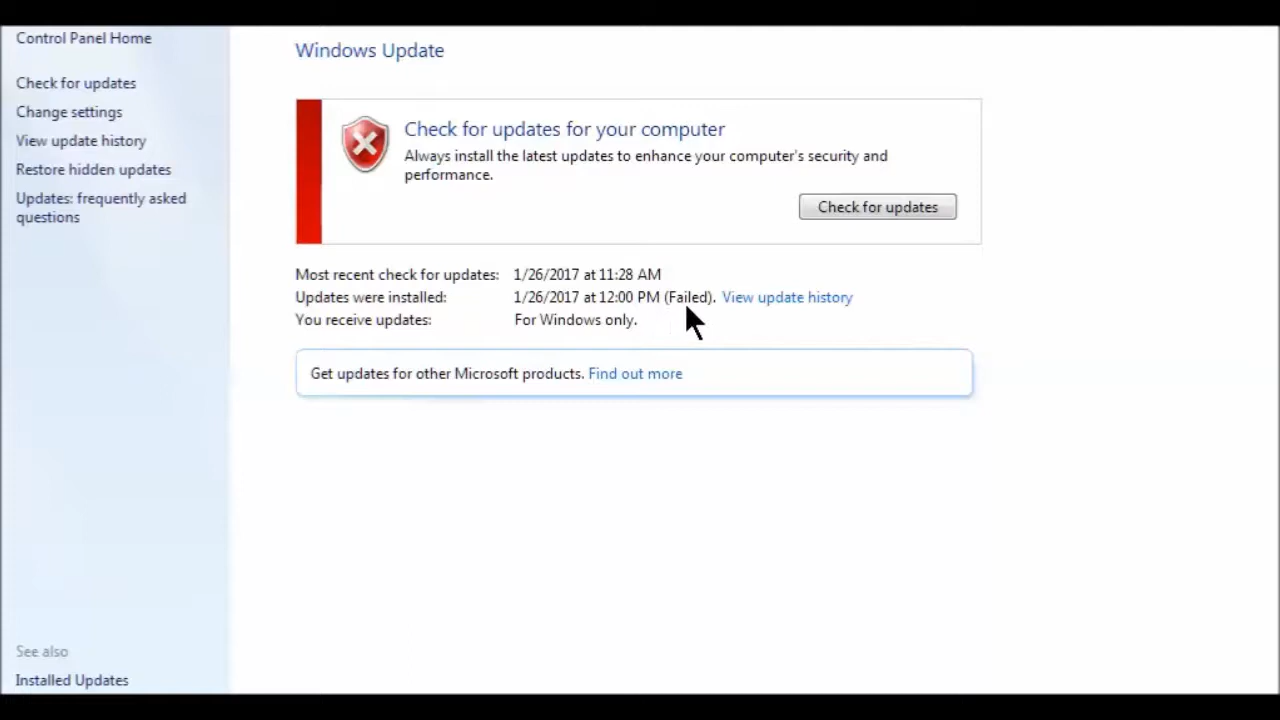 Control Panel Home
Check for updates
Change settings
View update history
Restore hidden updates
Updates: frequently asked
questions
See also
Installed Updates
Windows Update
Check for updates for your computer
Always install the latest updates to enhance your computer's security and
performance.
Check for updates
Most recent check for updates: 1/26/2017 at 11:28 AM
Updates were installed: 1/26/2017 at 12:00 PM (Failed). View update history
You receive updates: For Windows only.
Get updates for other Microsoft products. Find out more